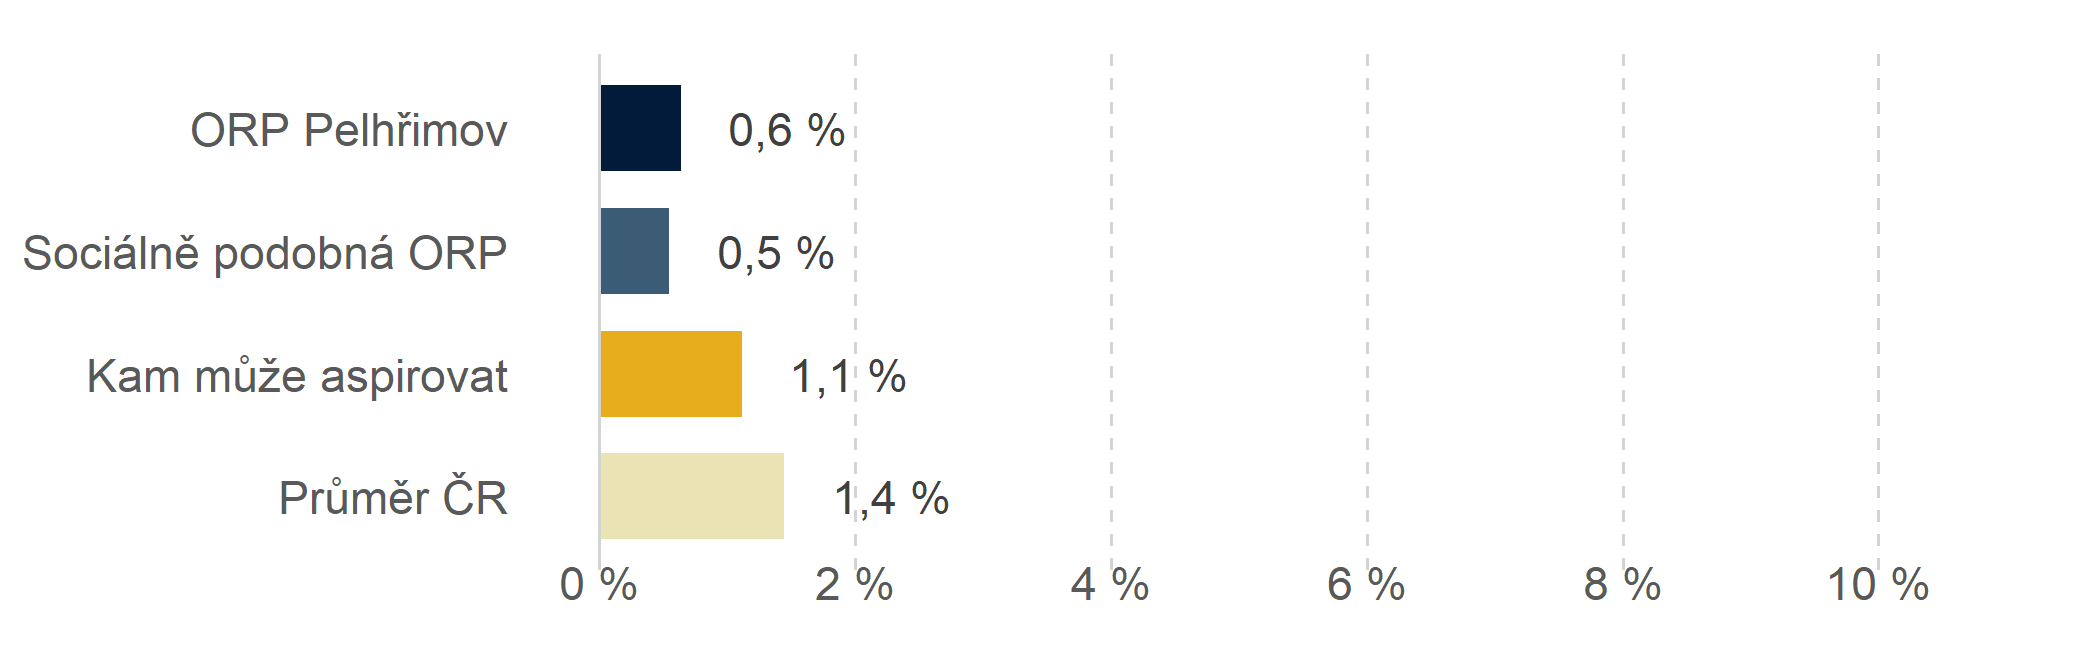 ORP Pelhřimov 0,6 %
Sociálně podobná ORP 0,5 %
Kam může aspirovat 1,1 %
Průměr ČR 1,4 %
0 % 2 % 4 % 6 % 8 % 10 %